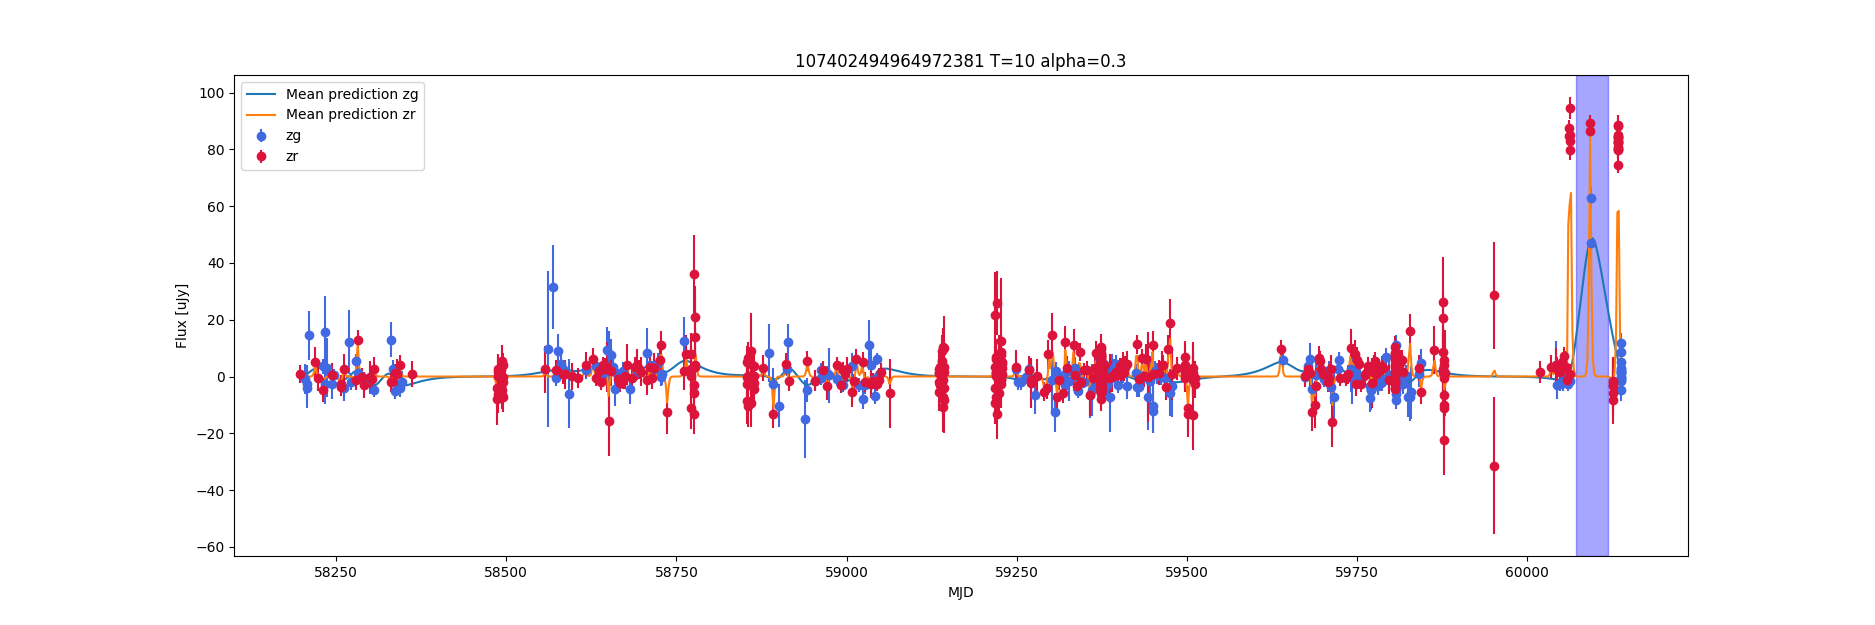 107402494964972381 T=10 alpha=0.3
Mean prediction zg
Mean prediction zr
zg
zr
Flux [uJy]
100
80
60
40
20
0
−20
−40
−60
58250 58500 58750 59000 59250 59500 59750 60000
MJD